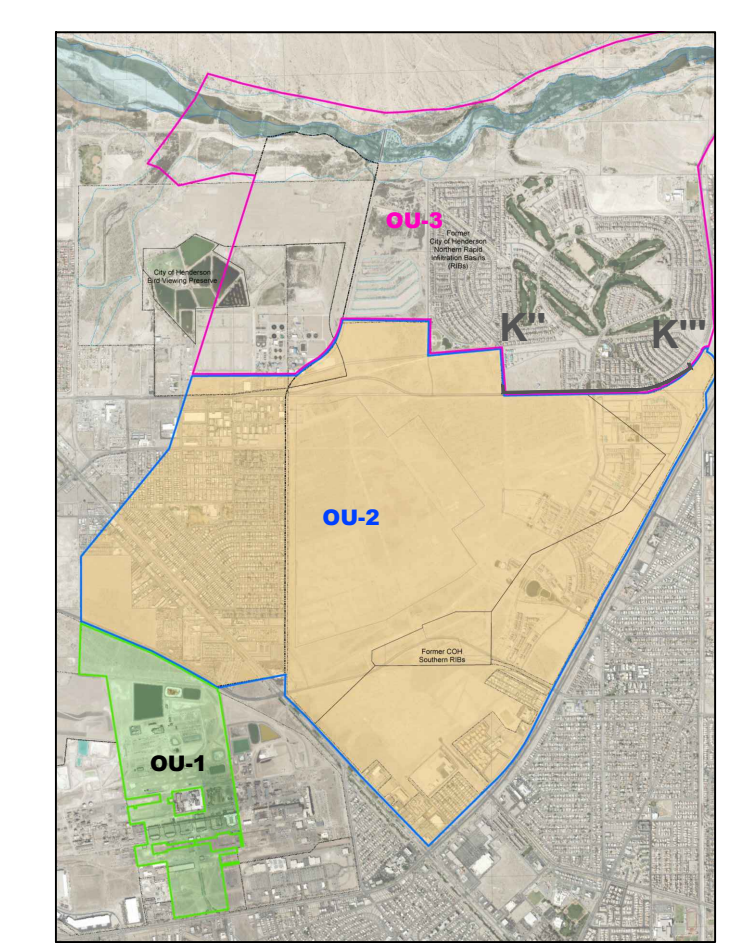 OU-3
Former
City of Henderson
Northern Rapid
Infiltration Basins
(RIBs)
City of Henderson
Bird Viewing Preserve
K"
K'"
OU-2
Former COH
Southern RIBs
OU-1